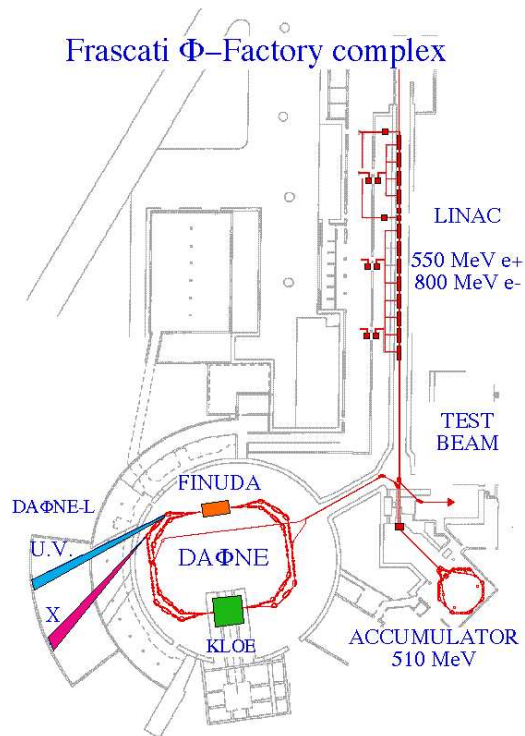 Frascati Φ–Factory complex
LINAC
550 MeV e+
800 MeV e-
TEST
BEAM
FINUDA
DAΦNE-L
U.V.
DAΦNE
X
KLOE
ACCUMULATOR
510 MeV